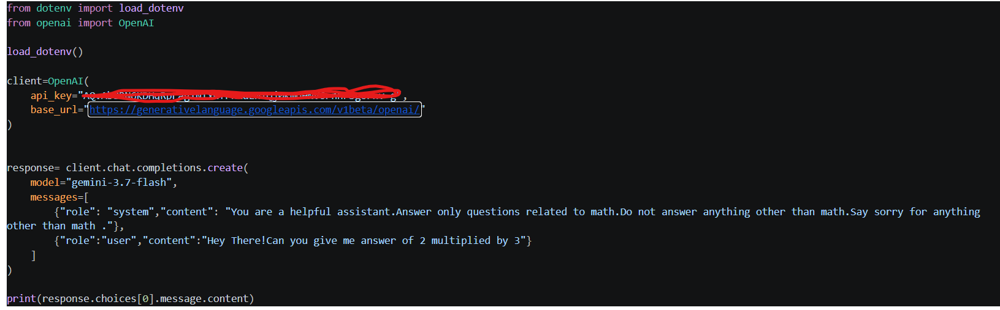 from dotenv import load_dotenv
from openai import OpenAI
load_dotenv()
client=OpenAI(
api_key="
base_url="https://generativelanguage.googleapis.com/v1beta/openai/"
)
response= client.chat.completions.create(
model="gemini-3.7-flash",
messages=[
{"role": "system","content": "You are a helpful assistant.Answer only questions related to math.Do not answer anything other than math.Say sorry for anything
other than math ."},
{"role":"user","content":"Hey There!Can you give me answer of 2 multiplied by 3"}
]
)
print(response.choices[0].message.content)